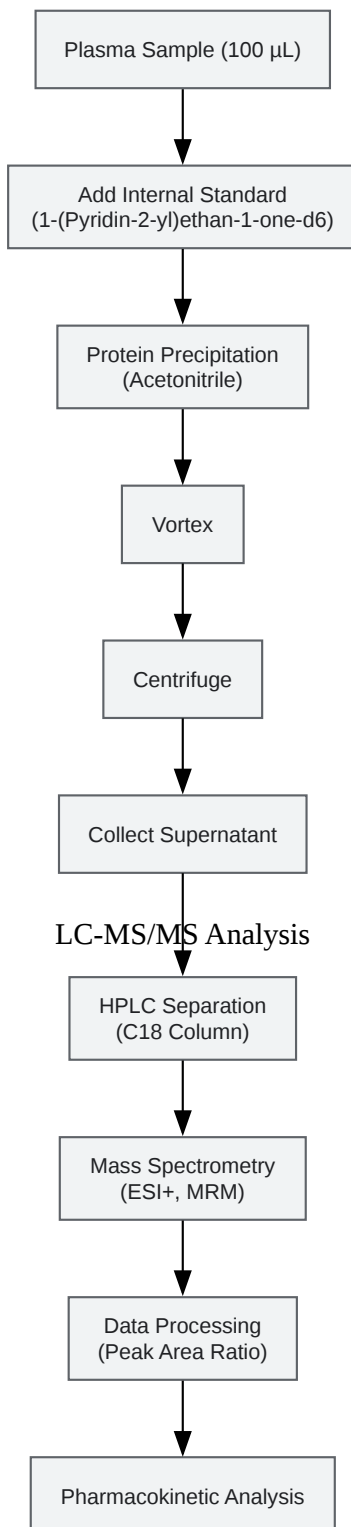 Plasma Sample (100 µL)
Add Internal Standard
(1-(Pyridin-2-yl)ethan-1-one-d6)
Protein Precipitation
(Acetonitrile)
Vortex
Centrifuge
Collect Supernatant
LC-MS/MS Analysis
HPLC Separation
(C18 Column)
Mass Spectrometry
(ESI+, MRM)
Data Processing
(Peak Area Ratio)
Pharmacokinetic Analysis